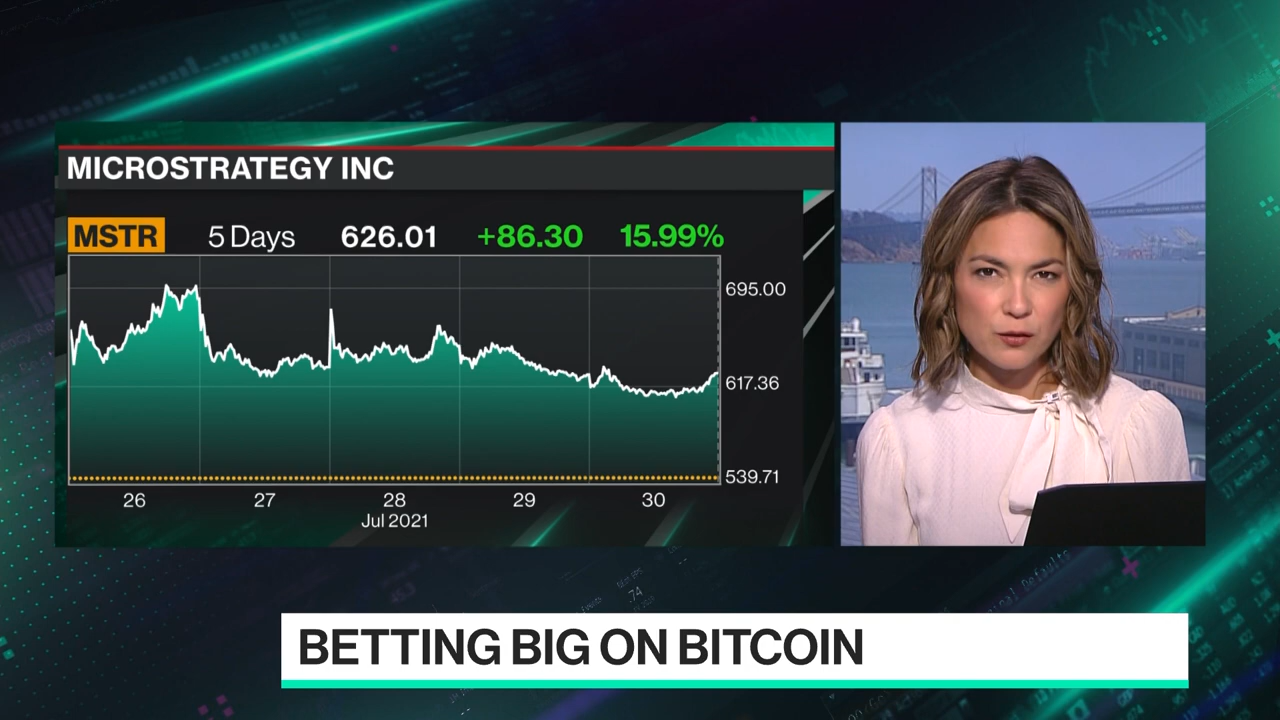 MICROSTRATEGY INC
MSTR 5 Days 626.01 +86.30 15.99%
695.00
617.36
539.71
26 27 28 29 30
Jul 2021
BETTING BIG ON BITCOIN